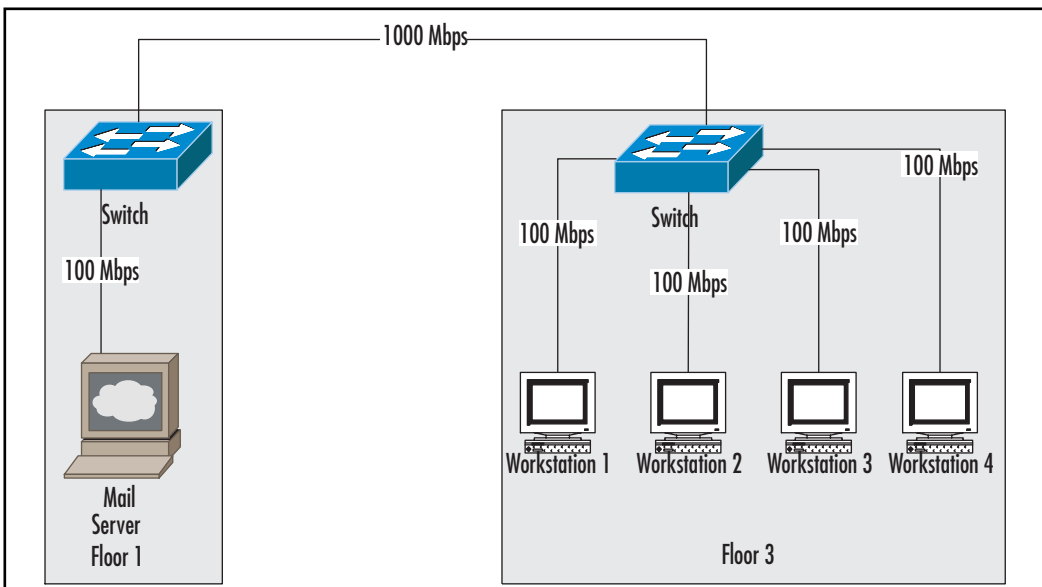 1000 Mbps
Switch
100 Mbps
Mail
Server
Floor 1
100 Mbps
Switch
100 Mbps
100 Mbps
100 Mbps
Workstation 1
Workstation 2
Workstation 3
Workstation 4
Floor 3